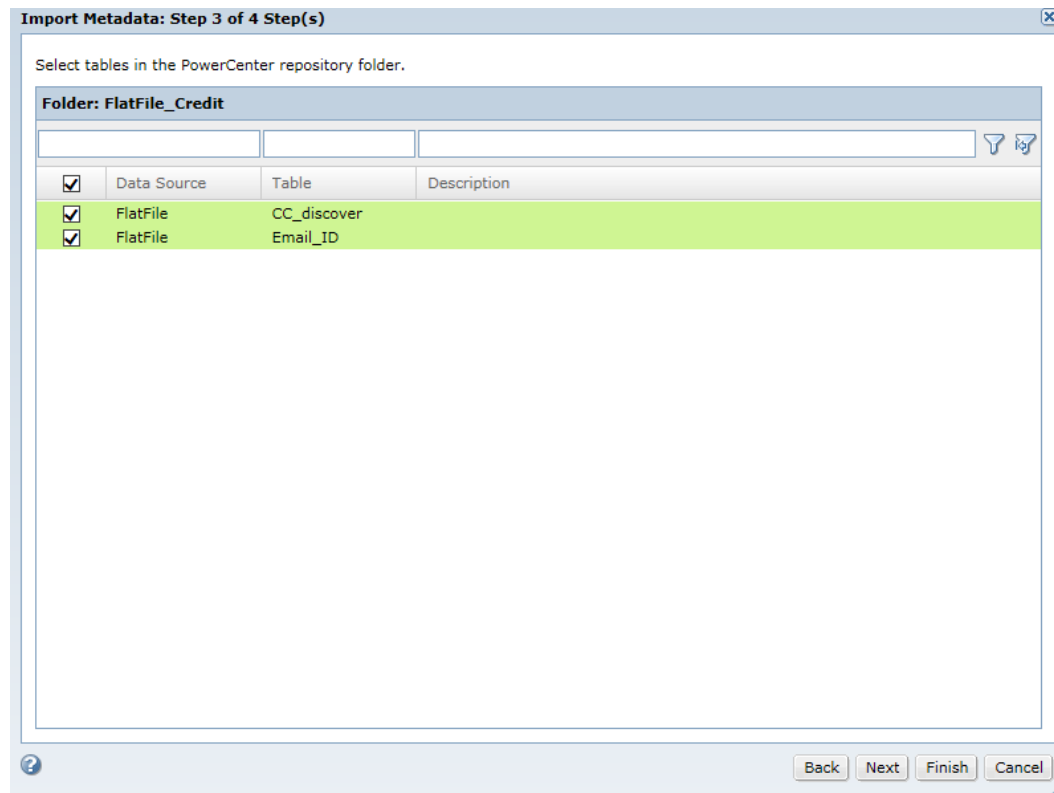 Import Metadata: Step 3 of 4 Step(s)
Select tables in the PowerCenter repository folder.
Folder: FlatFile_Credit
Data Source Table Description
FlatFile CC_discover
FlatFile Email_ID
? Back Next Finish Cancel